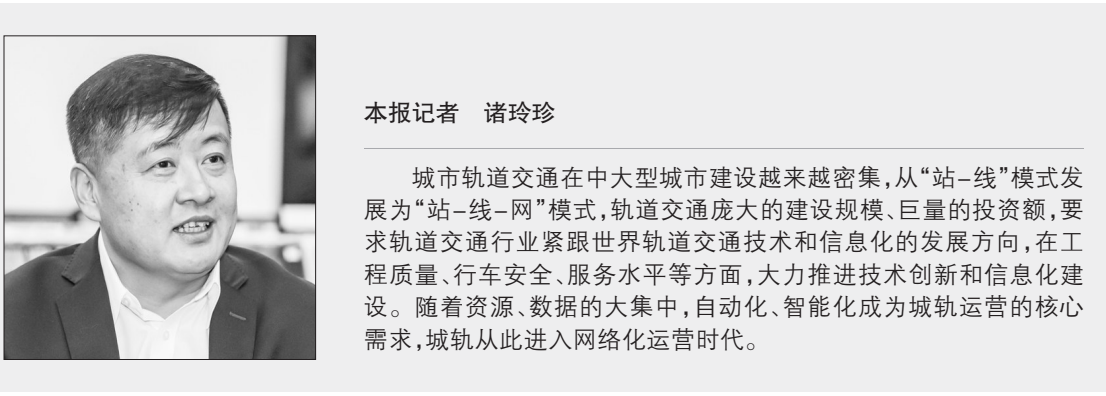 本报记者　诸玲珍
城市轨道交通在中大型城市建设越来越密集,从“站-线”模式发
展为“站-线-网”模式,轨道交通庞大的建设规模、巨量的投资额,要
求轨道交通行业紧跟世界轨道交通技术和信息化的发展方向,在工
程质量、行车安全、服务水平等方面,大力推进技术创新和信息化建
设。随着资源、数据的大集中,自动化、智能化成为城轨运营的核心
需求,城轨从此进入网络化运营时代。